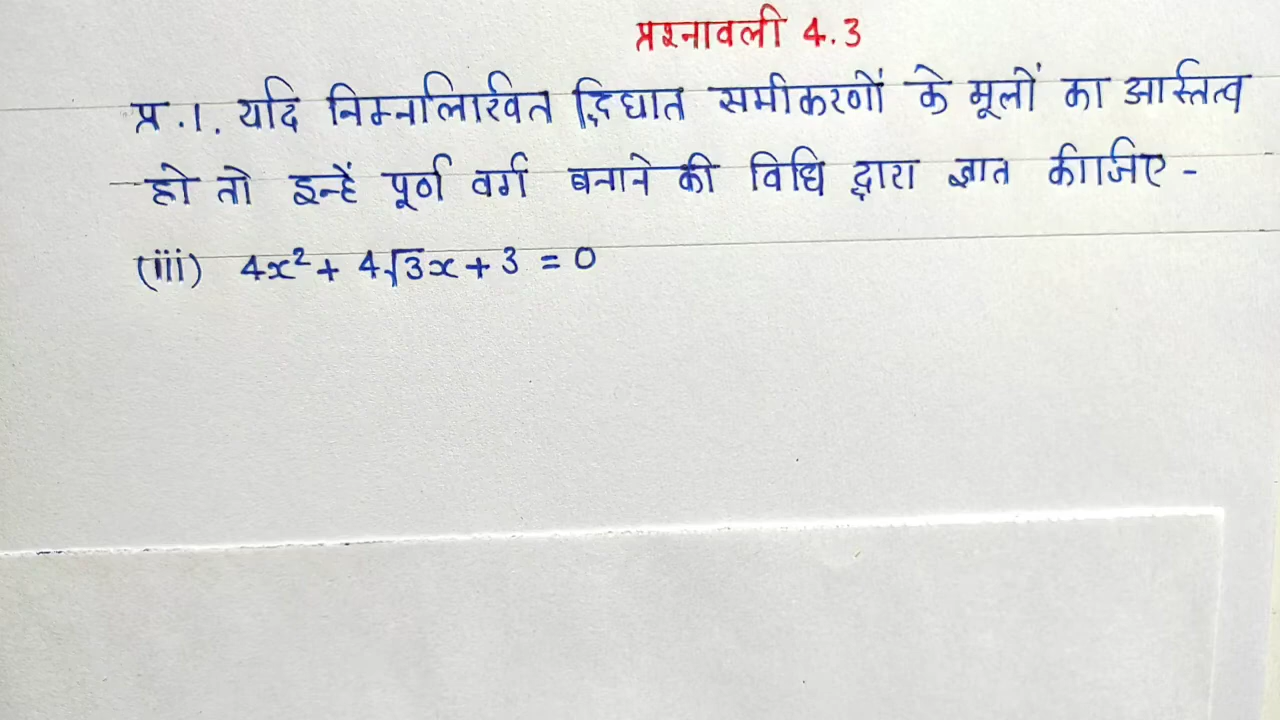 प्रश्नावली 4.3
प्र.1. यदि निम्नलिखित द्विघात समीकरणों के मूलों का अस्तित्व
हो तो इन्हें पूर्ण वर्ग बनाने की विधि द्वारा ज्ञात कीजिए -
(iii) 4x² + 4√3x + 3 = 0